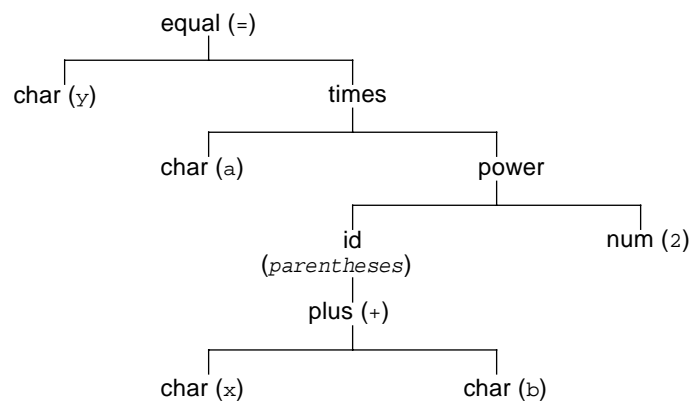 equal (=)
char (y)
times
char (a)
power
id
(parentheses)
num (2)
plus (+)
char (x)
char (b)